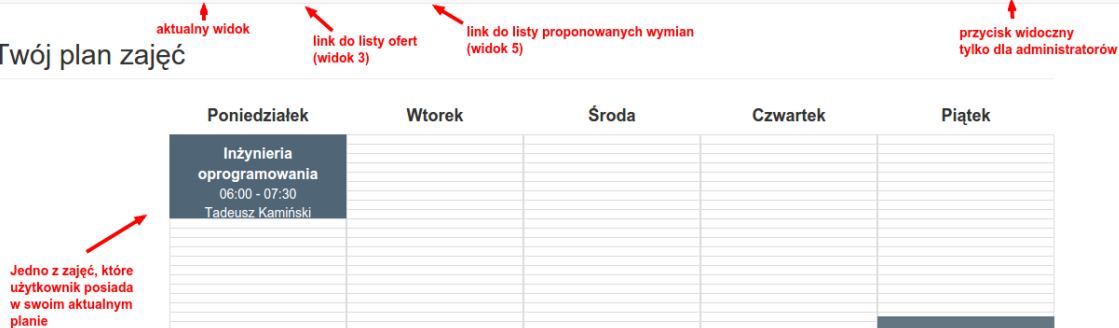 aktualny widok
link do listy ofert
(widok 3)
link do listy proponowanych wymian
(widok 5)
przycisk widoczny
tylko dla administratorów
Twój plan zajęć
Poniedziałek Wtorek Środa Czwartek Piątek
Inżynieria
oprogramowania
06:00 - 07:30
Tadeusz Kamiński
Jedno z zajęć, które
użytkownik posiada
w swoim aktualnym
planie